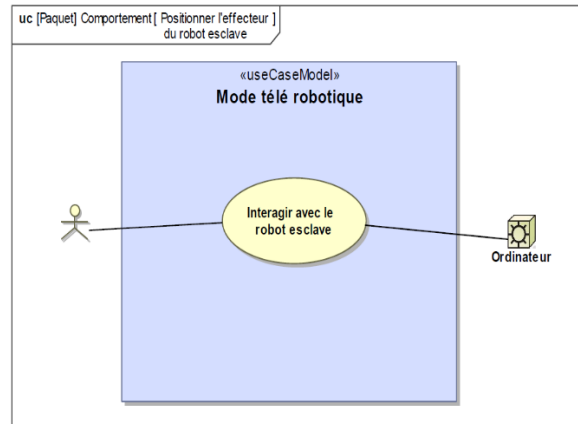 uc [Paquet] Comportement [ Positionner l'effecteur ]
du robot esclave
«useCaseModel»
Mode télé robotique
Interagir avec le
robot esclave
Ordinateur